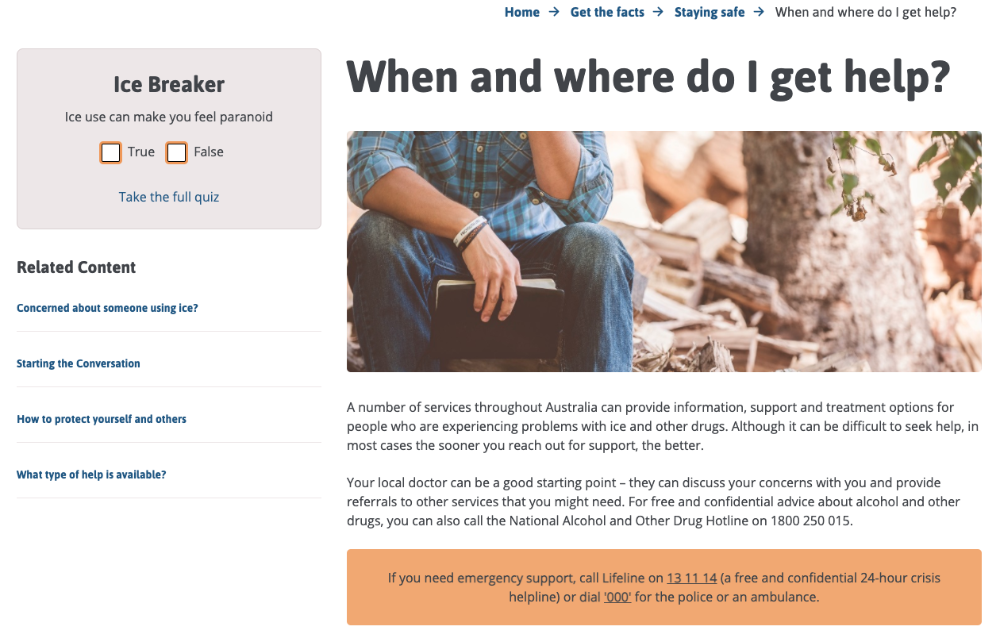 Home → Get the facts → Staying safe → When and where do I get help?
Ice Breaker
Ice use can make you feel paranoid
True False
Take the full quiz
Related Content
Concerned about someone using ice?
Starting the Conversation
How to protect yourself and others
What type of help is available?
When and where do I get help?
A number of services throughout Australia can provide information, support and treatment options for
people who are experiencing problems with ice and other drugs. Although it can be difficult to seek help, in
most cases the sooner you reach out for support, the better.
Your local doctor can be a good starting point – they can discuss your concerns with you and provide
referrals to other services that you might need. For free and confidential advice about alcohol and other
drugs, you can also call the National Alcohol and Other Drug Hotline on 1800 250 015.
If you need emergency support, call Lifeline on 13 11 14 (a free and confidential 24-hour crisis
helpline) or dial '000' for the police or an ambulance.